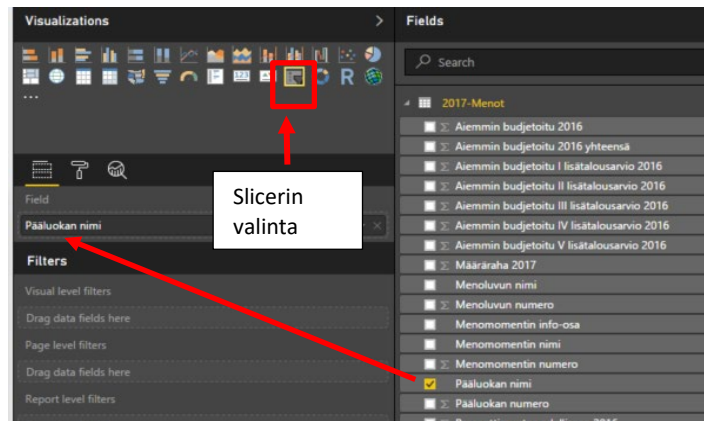 Visualizations
>
Fields
Search
123
R
...
2017-Menot
Σ Aiemmin budjetoitu 2016
Σ Aiemmin budjetoitu 2016 yhteensä
Σ Aiemmin budjetoitu I lisätalousarvio 2016
Σ Aiemmin budjetoitu II lisätalousarvio 2016
Σ Aiemmin budjetoitu III lisätalousarvio 2016
Σ Aiemmin budjetoitu IV lisätalousarvio 2016
Σ Aiemmin budjetoitu V lisätalousarvio 2016
Σ Määräraha 2017
Menoluvun nimi
Σ Menoluvun numero
Menomomentin info-osa
Menomomentin nimi
Σ Menomomentin numero
Pääluokan nimi
Σ Pääluokan numero
Slicerin
valinta
Field
Pääluokan nimi
Filters
Visual level filters
Drag data fields here
Page level filters
Drag data fields here
Report level filters